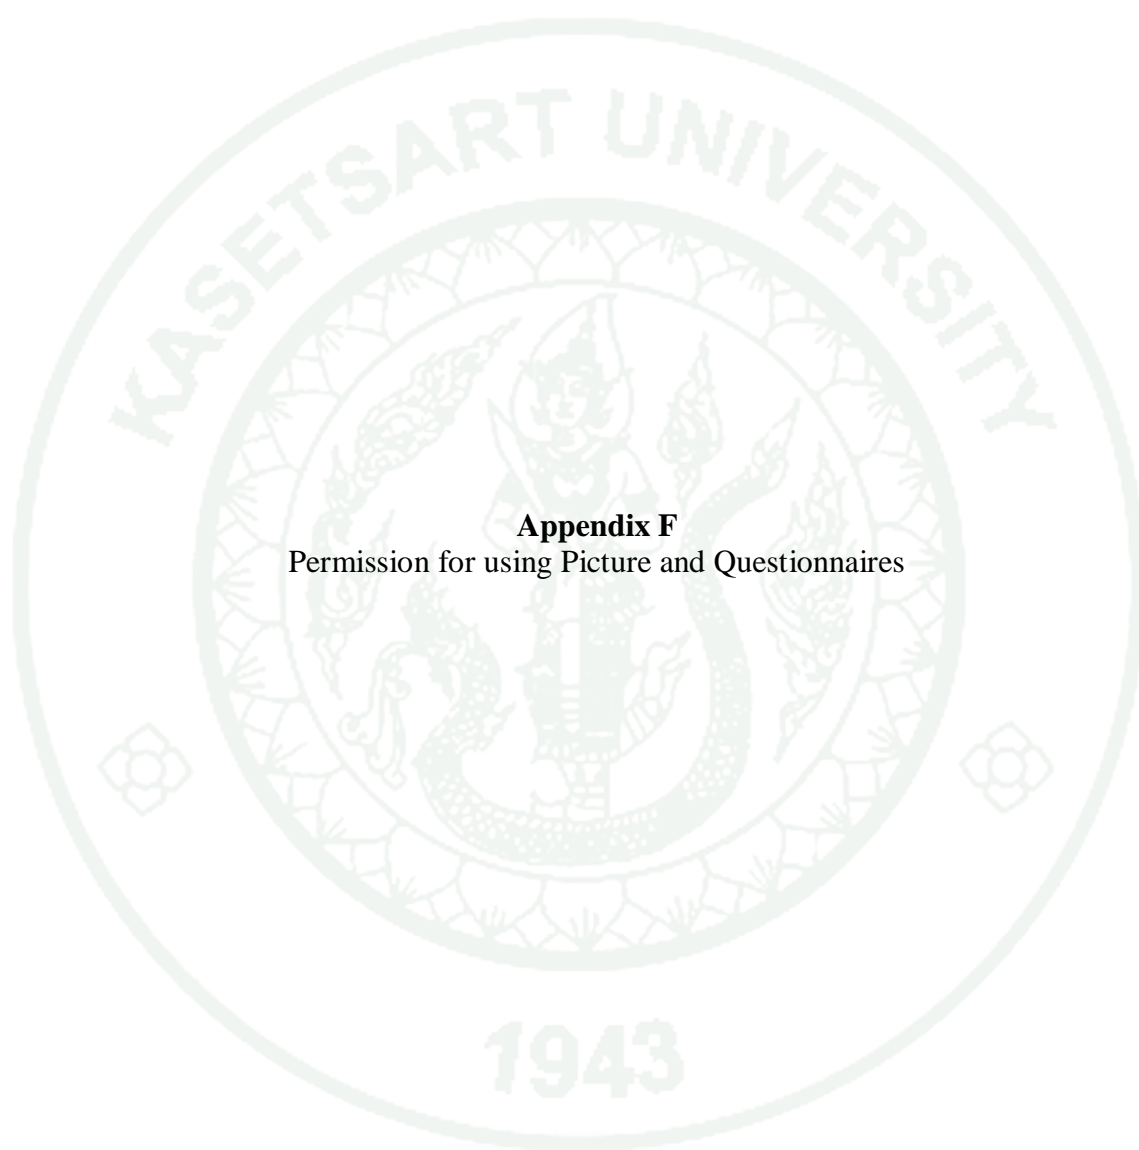 KASETSART UNIVERSITY
Appendix F
Permission for using Picture and Questionnaires
1943